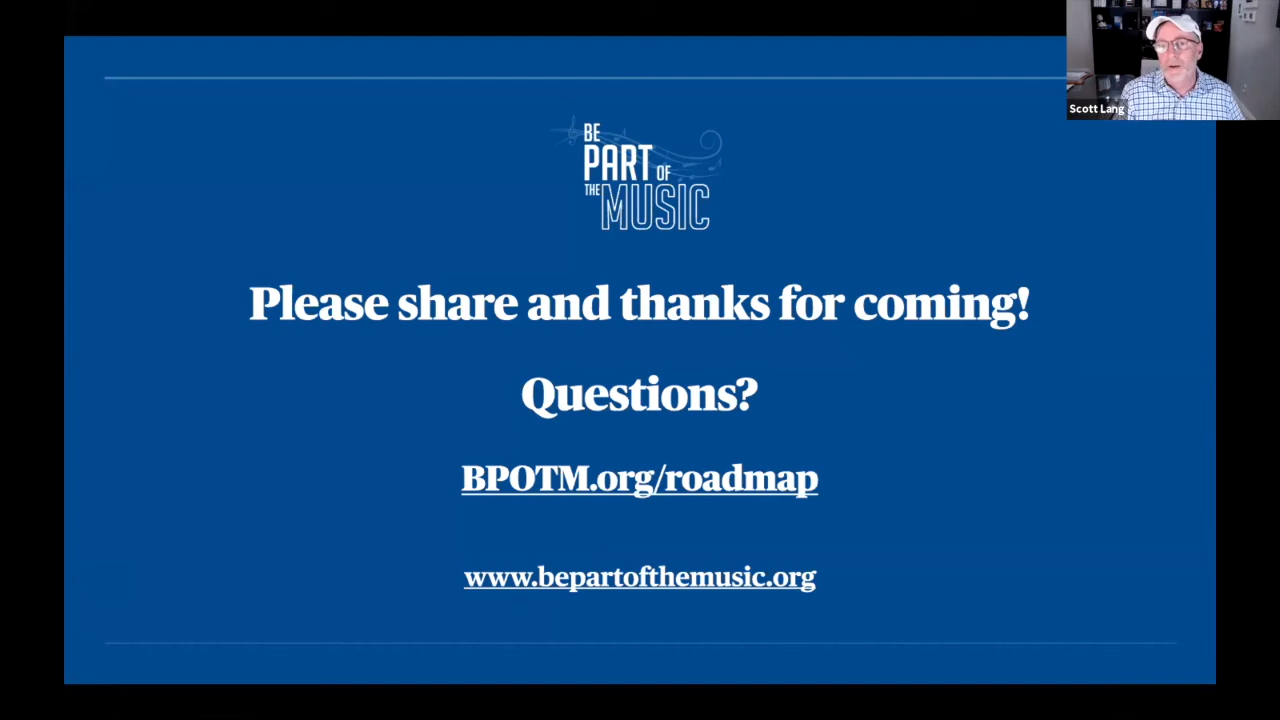 Scott Lang
BE
PART OF
THE MUSIC
Please share and thanks for coming!
Questions?
BPOTM.org/roadmap
www.bepartofthemusic.org